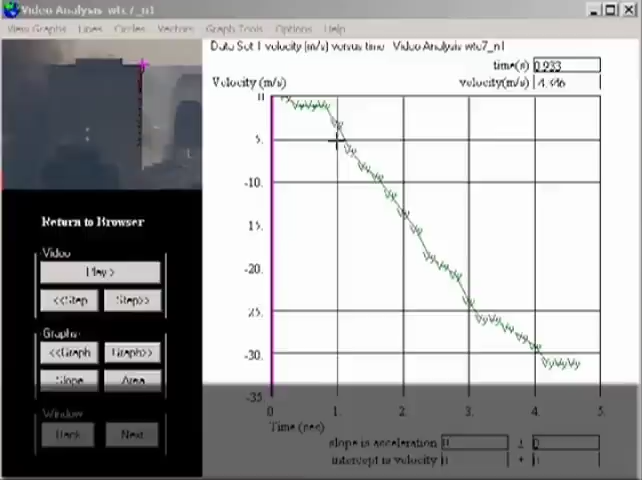 Video Analysis wtc7_n1
View Graphs Lines Circles Vectors Graph Tools Options Help
Data Set 1 velocity (m/s) versus time Video Analysis wtc7_n1
time(s) 0.933
Velocity (m/s) velocity(m/s)
5.
-10.
15.
-20.
-25.
-30.
-35
0 1. 2. 3. 4. 5.
Time (sec)
slope is acceleration 0 ± 0
intercept is velocity
Return to Browser
Video
Play>
<<Step Step>>
Graphs
<<Graph Graph>>
Slope Area
Window
Back Next